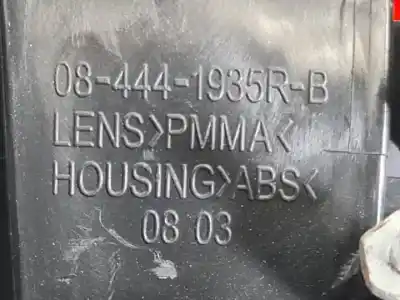 08-444-1935R-B
LENS>PMMA<
HOUSING>ABS<
08 03